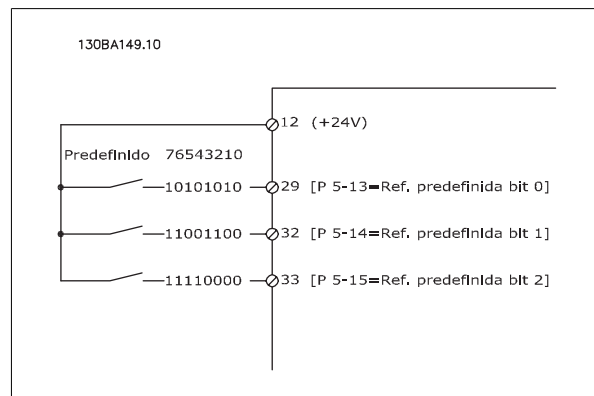 130BA149.10
12 (+24V)
Predefinido 76543210
10101010 29 [P 5-13=Ref. predefinida bit 0]
11001100 32 [P 5-14=Ref. predefinida bit 1]
11110000 33 [P 5-15=Ref. predefinida bit 2]